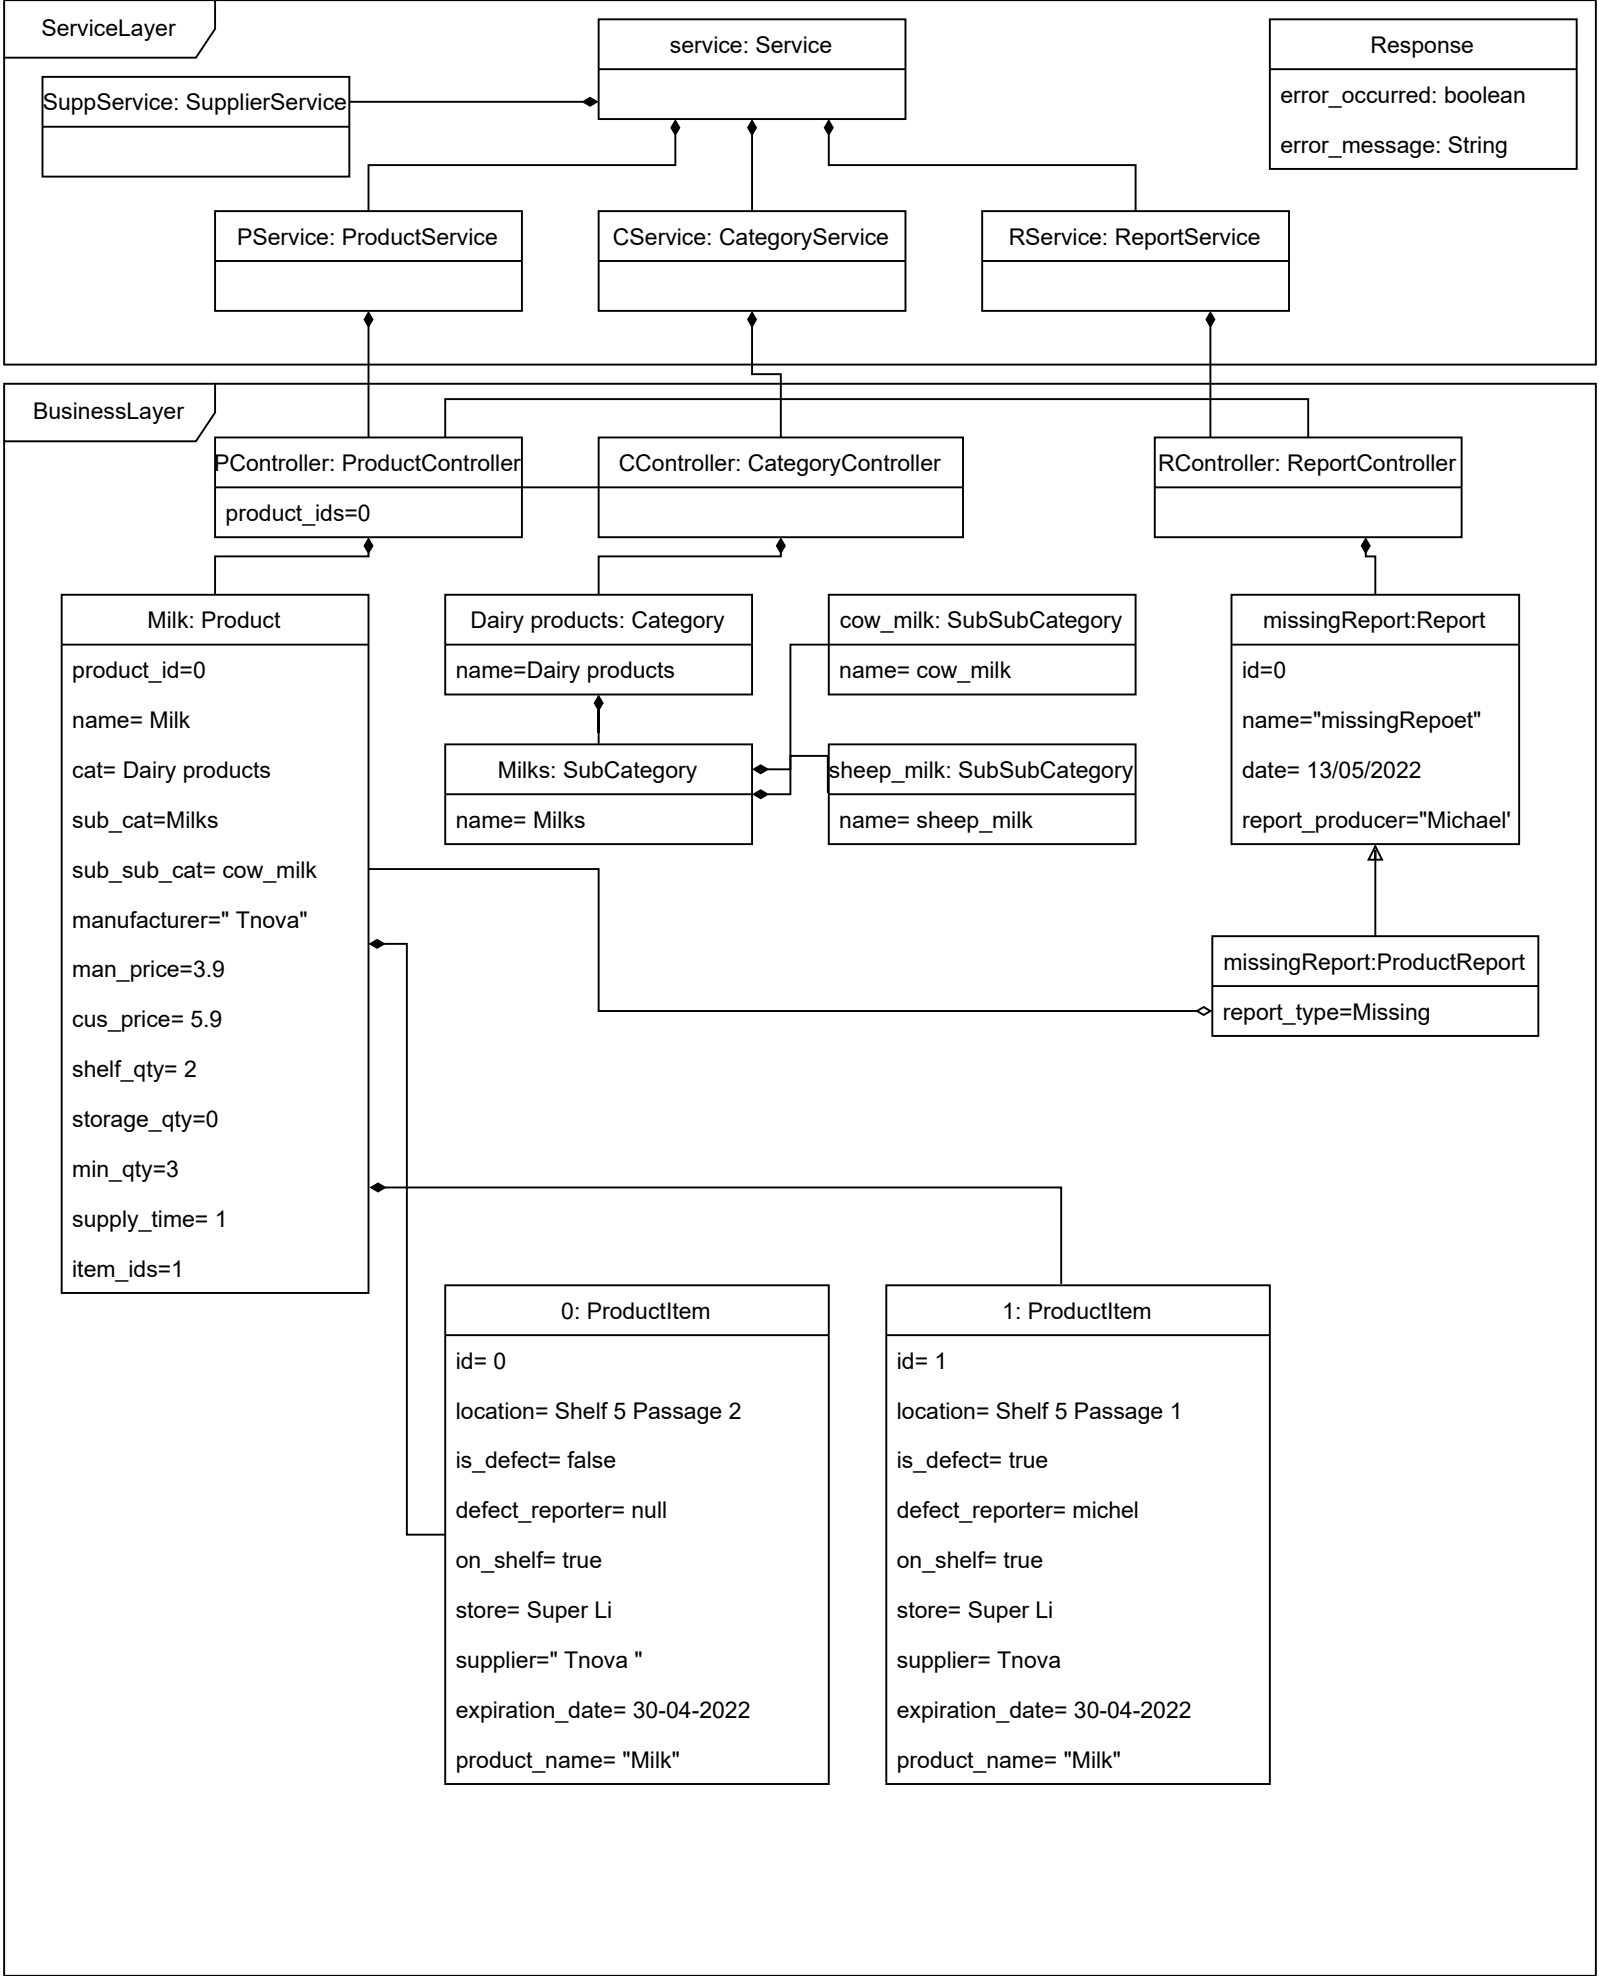 ServiceLayer
service: Service
Response
error_occurred: boolean
error_message: String
SuppService: SupplierService
PService: ProductService
CService: CategoryService
RService: ReportService
BusinessLayer
PController: ProductController
product_ids=0
CController: CategoryController
RController: ReportController
Milk: Product
product_id=0
name= Milk
cat= Dairy products
sub_cat=Milks
sub_sub_cat= cow_milk
manufacturer=" Tnova"
man_price=3.9
cus_price= 5.9
shelf_qty= 2
storage_qty=0
min_qty=3
supply_time= 1
item_ids=1
Dairy products: Category
name=Dairy products
cow_milk: SubSubCategory
name= cow_milk
Milks: SubCategory
name= Milks
sheep_milk: SubSubCategory
name= sheep_milk
missingReport:Report
id=0
name="missingRepoet"
date= 13/05/2022
report_producer="Michael'
missingReport:ProductReport
report_type=Missing
0: ProductItem
id= 0
location= Shelf 5 Passage 2
is_defect= false
defect_reporter= null
on_shelf= true
store= Super Li
supplier=" Tnova "
expiration_date= 30-04-2022
product_name= "Milk"
1: ProductItem
id= 1
location= Shelf 5 Passage 1
is_defect= true
defect_reporter= michel
on_shelf= true
store= Super Li
supplier= Tnova
expiration_date= 30-04-2022
product_name= "Milk"